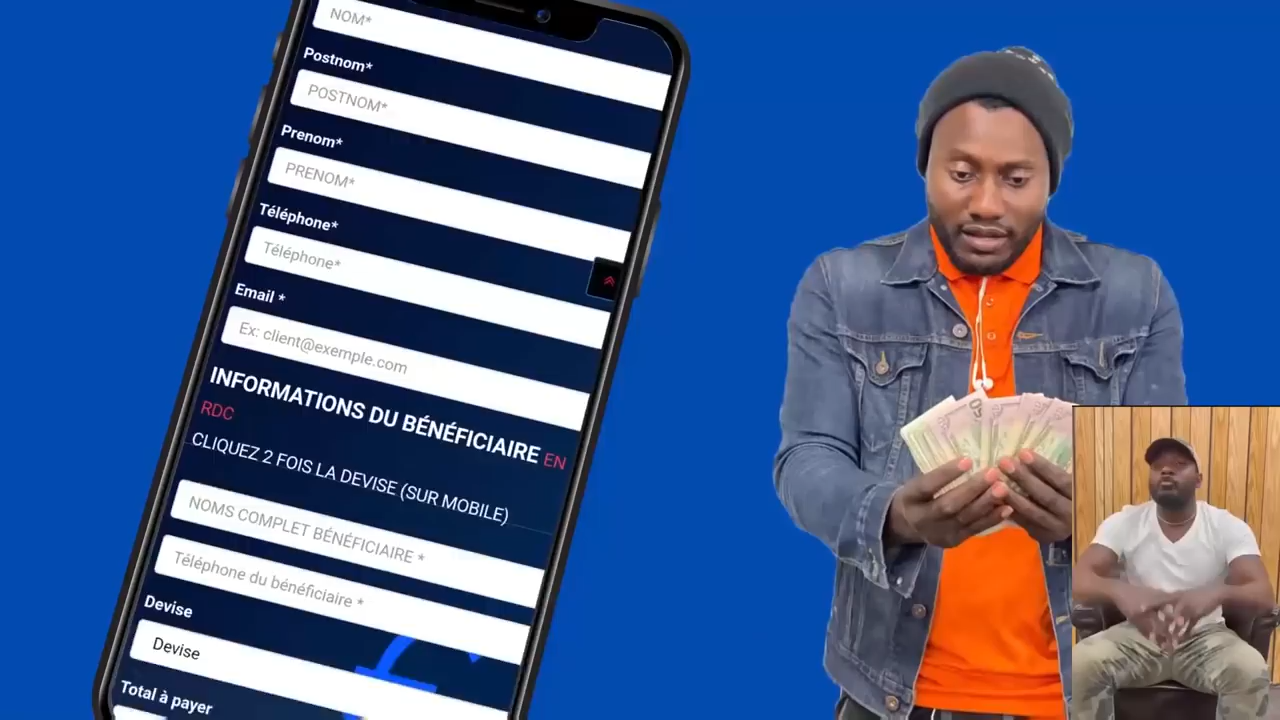 NOM*
Postnom*
POSTNOM*
Prenom*
PRENOM*
Téléphone*
Téléphone*
Email *
Ex: client@exemple.com
INFORMATIONS DU BÉNÉFICIAIRE EN
RDC
CLIQUEZ 2 FOIS LA DEVISE (SUR MOBILE)
NOMS COMPLET BÉNÉFICIAIRE *
Téléphone du bénéficiaire *
Devise
Devise
Total à payer